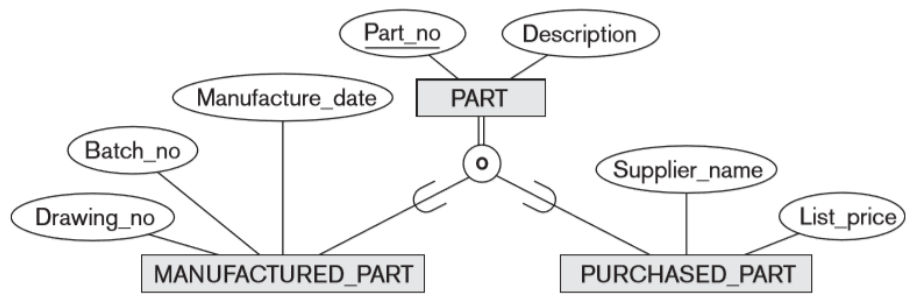 Part_no
Description
PART
Manufacture_date
Batch_no
Drawing_no
o
Supplier_name
List_price
MANUFACTURED_PART
PURCHASED_PART